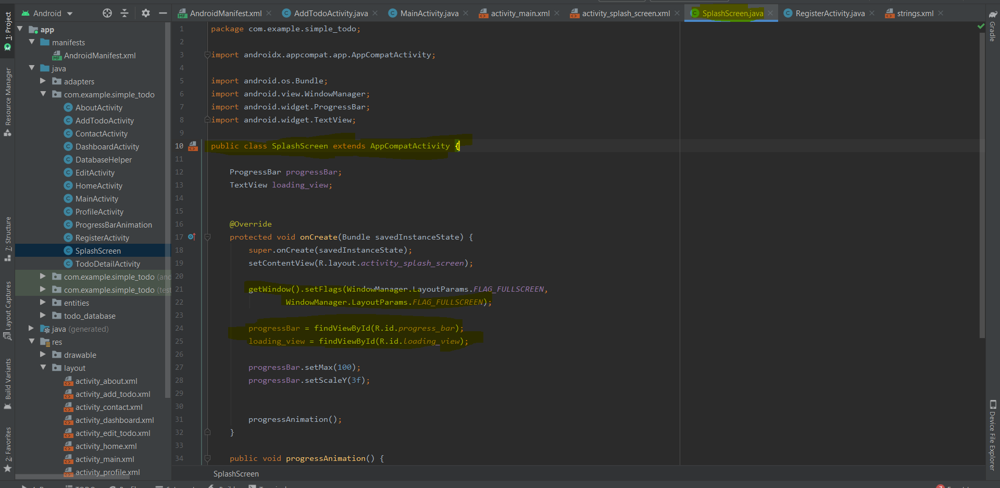 Android
AndroidManifest.xml
AddTodoActivity.java
MainActivity.java
activity_main.xml
activity_splash_screen.xml
SplashScreen.java
RegisterActivity.java
strings.xml
1: Project
Resource Manager
7: Structure
Layout Captures
Build Variants
2: Favorites
app
manifests
AndroidManifest.xml
java
adapters
com.example.simple_todo
AboutActivity
AddTodoActivity
ContactActivity
DashboardActivity
DatabaseHelper
EditActivity
HomeActivity
MainActivity
ProfileActivity
ProgressBarAnimation
RegisterActivity
SplashScreen
TodoDetailActivity
com.example.simple_todo (and
com.example.simple_todo (test
entities
todo_database
java (generated)
res
drawable
layout
activity_about.xml
activity_add_todo.xml
activity_contact.xml
activity_dashboard.xml
activity_edit_todo.xml
activity_home.xml
activity_main.xml
activity_profile.xml
1 package com.example.simple_todo;
2
3 import androidx.appcompat.app.AppCompatActivity;
4
5 import android.os.Bundle;
6 import android.view.WindowManager;
7 import android.widget.ProgressBar;
8 import android.widget.TextView;
9
10 public class SplashScreen extends AppCompatActivity {
11
12 ProgressBar progressBar;
13 TextView loading_view;
14
15
16 @Override
17 protected void onCreate(Bundle savedInstanceState) {
18 super.onCreate(savedInstanceState);
19 setContentView(R.layout.activity_splash_screen);
20
21 getWindow().setFlags(WindowManager.LayoutParams.FLAG_FULLSCREEN,
22 WindowManager.LayoutParams.FLAG_FULLSCREEN);
23
24 progressBar = findViewById(R.id.progress_bar);
25 loading_view = findViewById(R.id.loading_view);
26
27 progressBar.setMax(100);
28 progressBar.setScaleY(3f);
29
30
31 progressAnimation();
32 }
33
34 public void progressAnimation() {
SplashScreen
Gradle
Device File Explorer